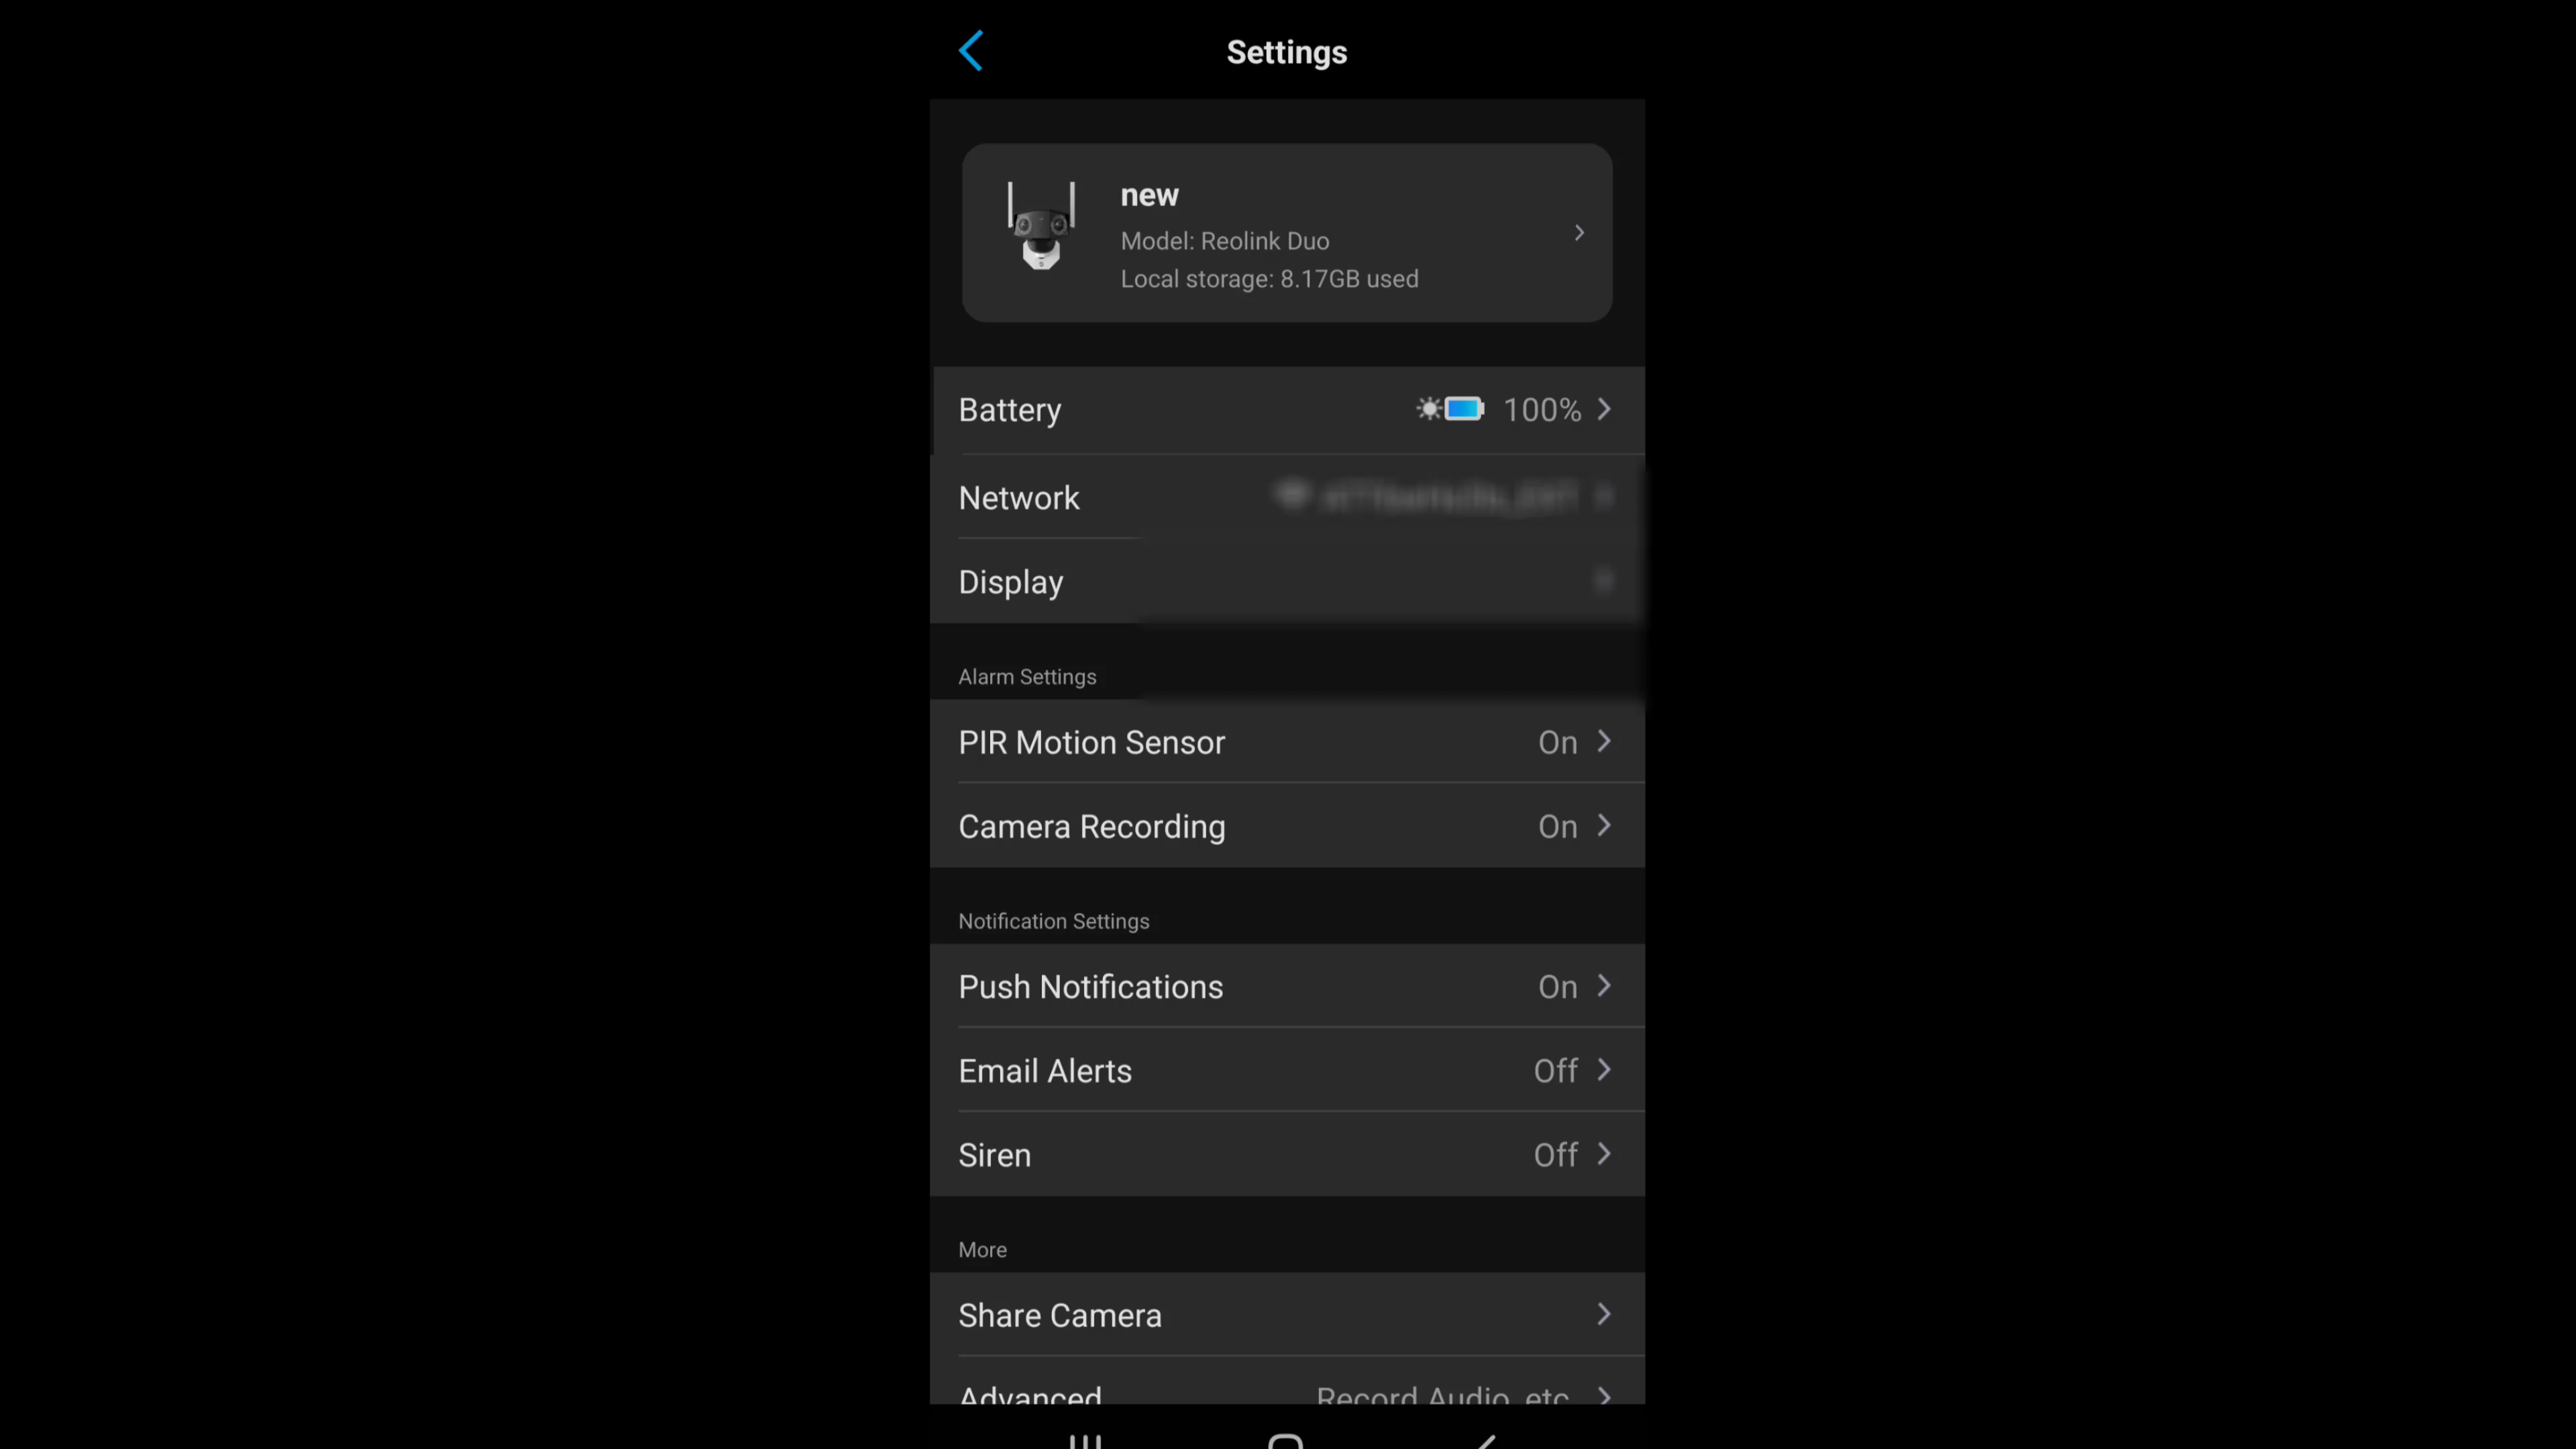 Settings
new
Model: Reolink Duo
Local storage: 8.17GB used
Battery 100%
Network
Display
Alarm Settings
PIR Motion Sensor On
Camera Recording On
Notification Settings
Push Notifications On
Email Alerts Off
Siren Off
More
Share Camera
Advanced Record Audio, etc.